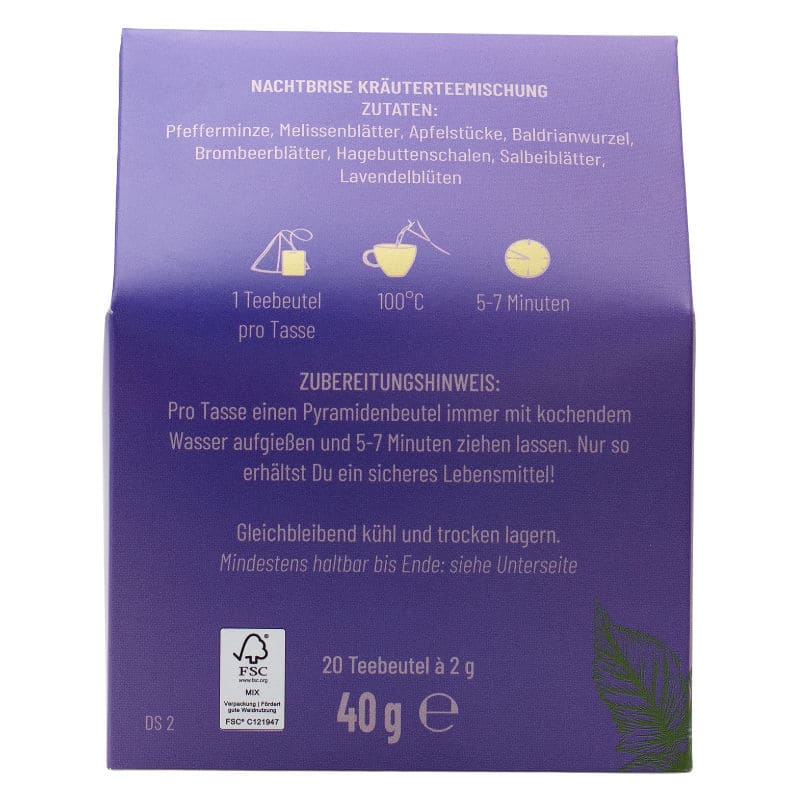 NACHTBRISE KRÄUTERTEEMISCHUNG
ZUTATEN:
Pfefferminze, Melissenblätter, Apfelstücke, Baldrianwurzel,
Brombeerblätter, Hagebuttenschalen, Salbeiblätter,
Lavendelblüten
1 Teebeutel
pro Tasse
100°C
5-7 Minuten
ZUBEREITUNGSHINWEIS:
Pro Tasse einen Pyramidenbeutel immer mit kochendem
Wasser aufgießen und 5-7 Minuten ziehen lassen. Nur so
erhältst Du ein sicheres Lebensmittel!
Gleichbleibend kühl und trocken lagern.
Mindestens haltbar bis Ende: siehe Unterseite
FSC
www.fsc.org
MIX
Verpackung | Fördert
gute Waldnutzung
FSC® C121947
20 Teebeutel à 2 g
40 g ℮
DS 2